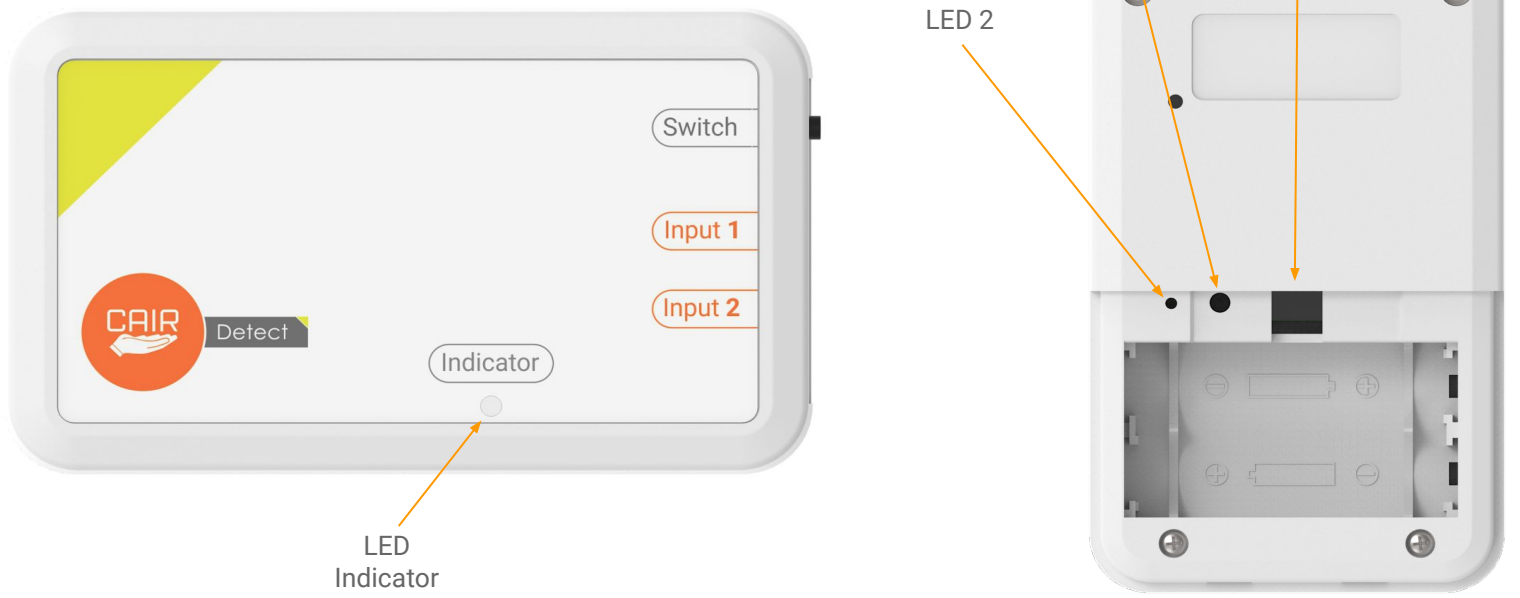 LED 2
Switch
Input 1
Input 2
CAIR
Detect
Indicator
LED
Indicator